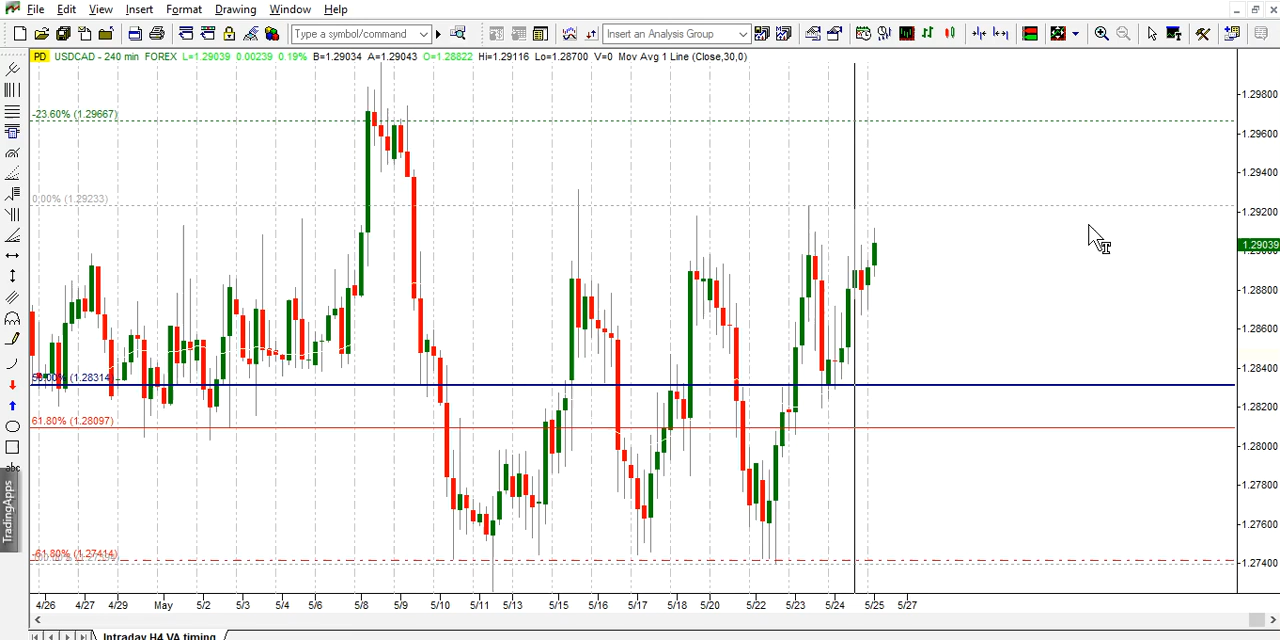 File Edit View Insert Format Drawing Window Help
Type a symbol/command Insert an Analysis Group
PD USDCAD - 240 min FOREX L=1.29039 0.00239 0.19% B=1.29034 A=1.29043 O=1.28822 Hi=1.29116 Lo=1.28700 V=0 Mov Avg 1 Line (Close,30,0)
1.29800
-23.60% (1.29667)
1.29600
1.29400
0.00% (1.29233)
1.29200
1.29039
1.28800
1.28600
1.28400
50.00% (1.28314)
1.28200
61.80% (1.28097)
1.28000
1.27800
1.27600
-61.80% (1.27414)
1.27400
abc
TradingApps
4/26 4/27 4/29 May 5/2 5/3 5/4 5/6 5/8 5/9 5/10 5/11 5/13 5/15 5/16 5/17 5/18 5/20 5/22 5/23 5/24 5/25 5/27
Intraday H4 VA timing